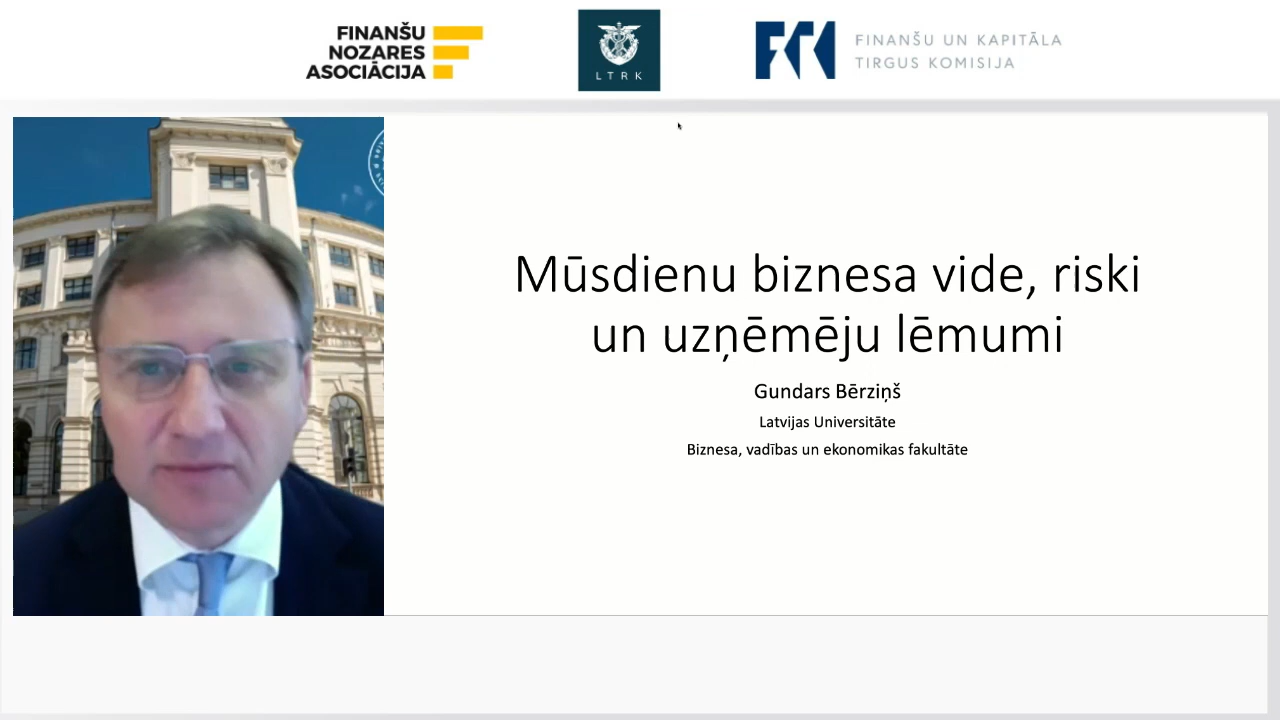 FINANŠU
NOZARES
ASOCIĀCIJA
LTRK
FINANŠU UN KAPITĀLA
TIRGUS KOMISIJA
Mūsdienu biznesa vide, riski
un uzņēmēju lēmumi
Gundars Bērziņš
Latvijas Universitāte
Biznesa, vadības un ekonomikas fakultāte